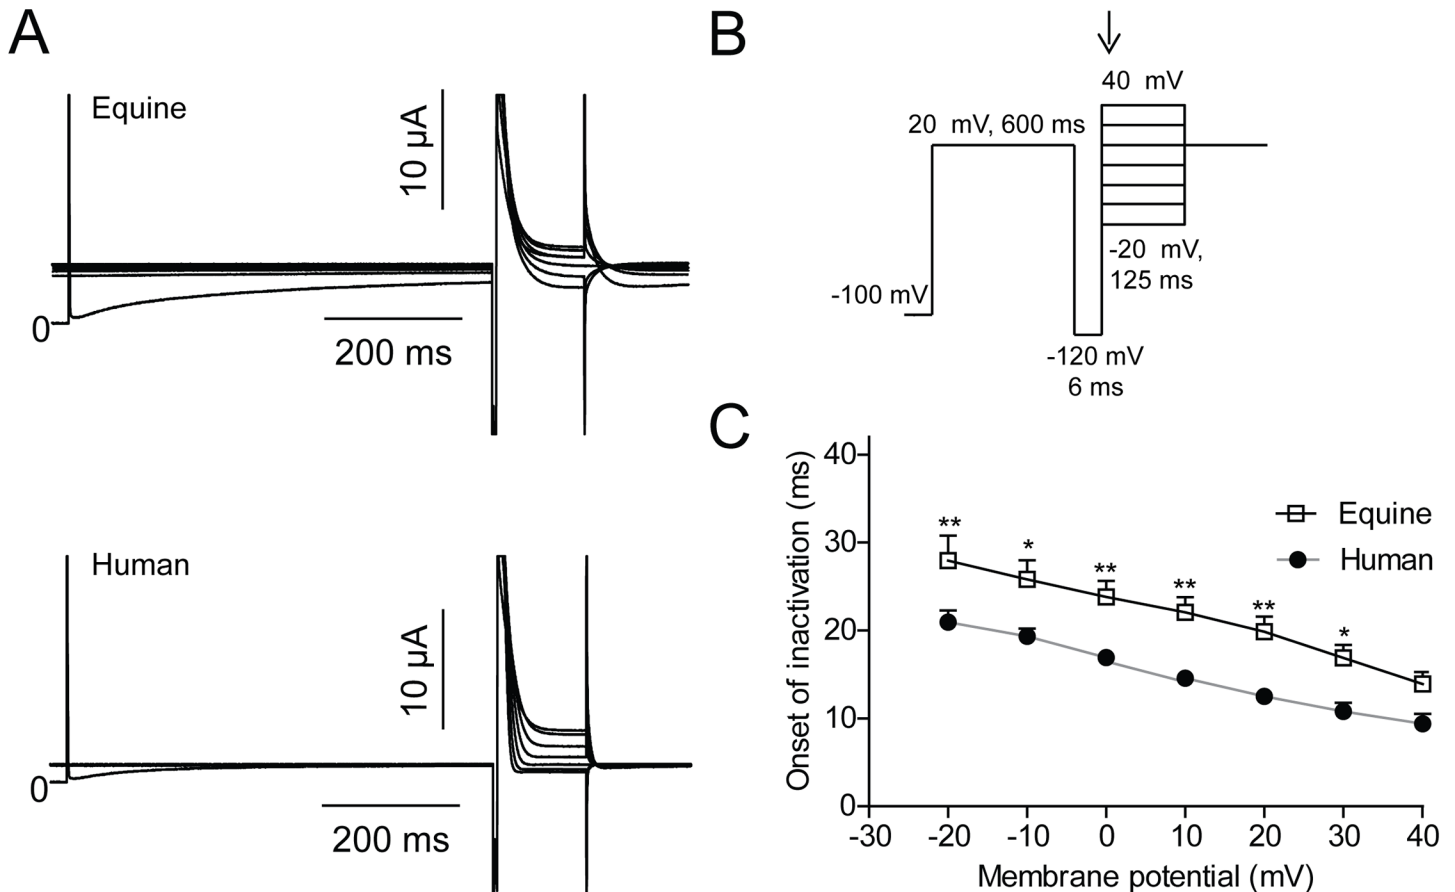 A
Equine
10 µA
0
200 ms
Human
10 µA
0
200 ms
B
40 mV
20 mV, 600 ms
-100 mV
-20 mV,
125 ms
-120 mV
6 ms
C
Onset of inactivation (ms)
40
30
20
10
0
** * ** ** ** *
Equine
Human
-30 -20 -10 0 10 20 30 40
Membrane potential (mV)